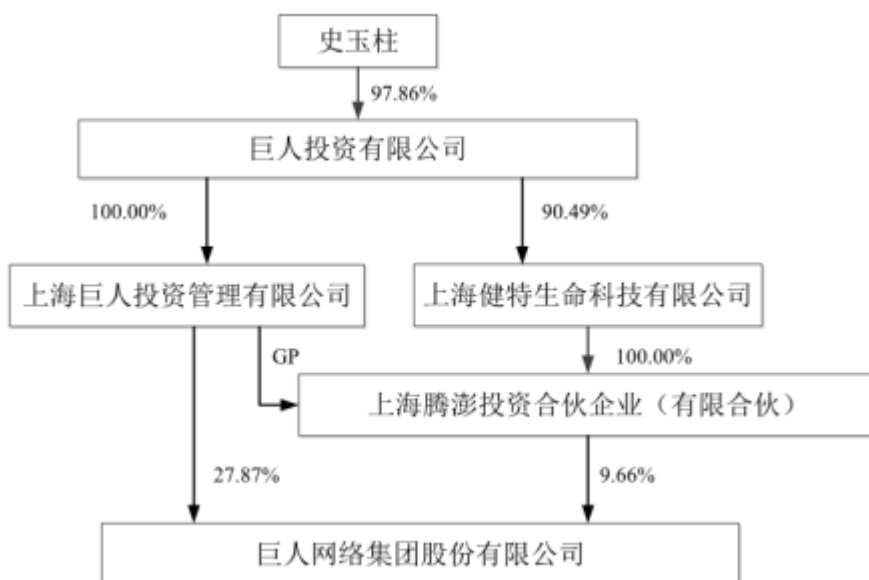 史玉柱
97.86%
巨人投资有限公司
100.00%
90.49%
上海巨人投资管理有限公司
上海健特生命科技有限公司
GP
100.00%
上海腾澎投资合伙企业（有限合伙）
27.87%
9.66%
巨人网络集团股份有限公司